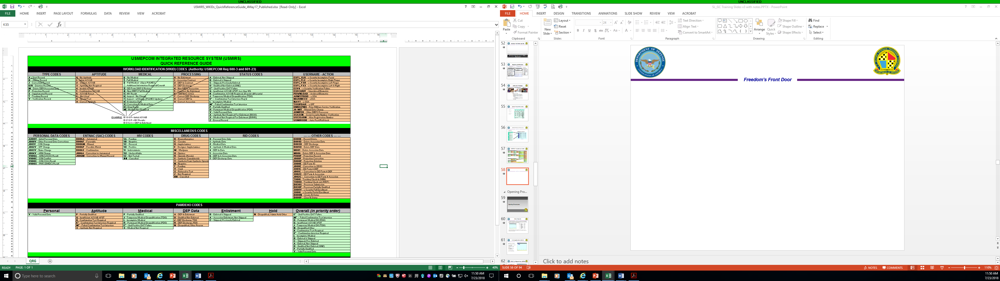 UNCLASSIFIED
UNCLASSIFIED
USMIRS_WKIDs_QuickReferenceGuide_4May17_Published.xlsx [Read-Only] - Excel
SL_GC Training Slides v3 with notes.PPTX - PowerPoint
FILE HOME INSERT PAGE LAYOUT FORMULAS DATA REVIEW VIEW ACROBAT
FILE HOME INSERT DESIGN TRANSITIONS ANIMATIONS SLIDE SHOW REVIEW VIEW ACROBAT
K35
Paste Cut Copy Format Painter Clipboard
New Slide Layout Reset Section Slides
24 Font
Text Direction Align Text Convert to SmartArt Paragraph
Arrange Quick Styles Shape Fill Shape Outline Shape Effects Drawing
Find Replace Select Editing
USMEPCOM INTEGRATED RESOURCE SYSTEM (USMIRS)
QUICK REFERENCE GUIDE
WORKLOAD IDENTIFICATION (WKID) CODES (Authority: USMEPCOM Reg 680-3 and 601-23)
TYPE CODES APTITUDE MEDICAL PROCESSING STATUS CODES USERNAME - ACTION
J - Correction Record
K/R - Deletion Record
M - Delete DEP/Accession Data
P - Projection Record
S - Supplemental Record
T - Tracking Record
V - Verification Record
0 - No Aptitude
1 - Initial ASVAB
2 - Student ASVAB
3 - Aptitude Not Required
4 - Invalid ASVAB
5 - Confirmation ASVAB
6 - ASVAB Retest
8 - Special Test
9 - Correct Aptitude
0 - No Medical
1 - Full Medical
2 - Full Medical - (Open PULHES)
Additional Information Required/Consult
3 - DD Form 2807-2 Review
4 - Non-MEPS Full Medical
5 - HIV Result
6 - Inspect - No Change
7 - Inspect - w/Change (PULHES Update)
8 - Evaluation Data
9 - Correction to Medical Data
D - Drug Result
M - Medical Not Required
0 - No Enlistment
1 - Accession Contract
2 - DEP-In Contract
3 - DEP Discharge
4 - Non-MEPS Accession
5 - Contract; No Enlistment
6 - ENTNAC (SAC)
7 - Correct DEP Discharge
8 - Correct DEP-In
9 - Correct Accession
A - Enlisted; Not Shipped
B - Enlisted & Shipped
C - Shipped; Previously Enlisted
D - Qualified Not Enlisted (QNE)
E* - 2nd Positive DAT Failure
G - Insufficient ASVAB AFQT; less than 10%
H - Confirmation ASVAB Required; 20 point differential
J - Temporary Medical Disqualification (TDQ)
K* - Confirmation Test Interview Req'd
L - Incomplete Medical
M* - Failed Confirmation Test Interview
P - Partially Qualified
R - Permanent Medical Disqualification (PDQ)
V - Valid Personal Data
X - Aptitude Not Required For Enlistment (B030)
X - Medical Not Required For Enlistment (B0M0)
Z - Errored Record
ESF1_XLR - e-Security Incomplete Facial
ESF1_FLX - e-Security Incomplete Right Finger
ESF1_FXR - e-Security Incomplete Left Finger
ESF1_FXX - e-Security Incomplete Left & Right
ESV4 - e-Security Verification Failure
ESECURIT - Unarchived Biometric
PDWNLOAD - Archived Biometric
ARMYPROD - e-SOA
MARINECO - eSOA
NAVY - e-SOA
TOSIPDAR - e-SPF
DMDCPMS - Prior Military Service Verification
J6-MIT - Manual Data Change
JUMPER - Other MEPS Processor
SSASSN - Social Security Number Verification
USCISARN - Alien Registration Number
USMIRSDB - Auto Post/Roll-back
EXAMPLE: B 1 0 0 P = Initial ASVAB
B 0 5 0 P = HIV Results
B 0 0 2 A = DEP-In Enlistment
MISCELLANEOUS CODES
PERSONAL DATA CODES ENTNAC (SAC) CODES HIV CODES DRUG CODES RID CODES --- --- OTHER CODES --- ---
A000V - Initial Personal Data
J000V - Other Personal Data Corrections
J001V - SSN Change
J002V - SPF Change
J003V - Name Change
J004V - ARN Change
V000A - ARN (USCIS) Result
V000C - SSN Conflict
V000S - SSN (SSA) Result
V000X - PMS (DMDC) Result
B006A - Automated
B006F - Favorable
B006M - Manual
B006P - Possible Match
B006S - Confirmation
J006A - Correction to Automated
J006M - Correction to Manual Record
5A - Pending
5B - Negative
5C - Reversal
5D - Positive
5I - Indeterminate
5U - Unclassifiable
5Z - Not Tested
## - Cancelled
B - Benzodiazepines
C - Cocaine
D - Amphetamines
E - Designer Amphetamines
M - Marijuana
O - Opiates
R - Opioids (Heroin)
S - Synthetic Cannabinoids
Y - Synthetic/Semi-Synthetic Opioid
N - Negative
T - Pending
V - Void
X - Refused to Test
Z - Not Required
## - Cancelled
0 - Personal Data Only
1 - Aptitude Data
2 - Medical Data
3 - Aptitude & Medical Data
4 - DEP-In Data
5 - Accession Data
6 - DEP-In & Accession Data
7 - DEP Discharge Data
K000K - Record Delete
B001D - Delete Accession Data
B003D - DEP Discharge
B005D - Delete DEP Data
M005 - Delete Accession Data
M006 - Delete DEP & Accession Data
P000P - Projection Record
J000P - Projection Correction
R000P - Projection Deletion
S000E - DD Form 93
J000E - Correction to DD93
S001C - DD Form 4 DEP
J001C - Correction to DD Form 4 DEP
S002C - DD Form 4 Accession
J002C - Correction to DD Form 4 Accession
T000I - Tracking Check-In (MIN)
T000O - Tracking Check-out (MOT)
B030S - Prescreen Submission
B030P - Prescreen Partially Qualified
S000V - e-Security Full Enrollment
S000I - e-Security Partial Enrollment
B000N - Create N Status
B000P - Clear N Status
PAMDEHO CODES
Personal Aptitude Medical DEP Data Enlistment Hold Overall (in priority order)
V - Valid Personal Data
P - Partially Qualified
G - Insufficient ASVAB AFQT
H - Confirmation Test Required
K* - Confirmation Test Interview Required
M* - Failed Confirmation Test Interview
X - Aptitude Not Required
P - Partially Qualified
J - Temporary Medical Disqualification (TDQ)
L - Incomplete Medical
R - Permanent Medical Disqualification (PDQ)
E* - 2nd Positive DAT Failure
X - Medical Not Required
A - DEP-In Enlistment
D - Qualified Not Enlisted
J - DEP Discharge; TDQ
R - DEP Discharge; PDQ
N - Disqualified; Other Reason
B - Enlisted & Shipped
A - Accession Enlistment; Not Shipped
C - Shipped; Previously Enlisted
N - Disqualified; Admin Hold Other
E* - 2nd Positive DAT Failure
M* - Failed Confirmation Test Interview
R - Permanent Medical DQ (PDQ)
G - Insufficient ASVAB AFQT
J - Temporary Medical DQ (TDQ)
N - Disqualified Other
H - Confirmation Test Required
K* - Confirmation Interview Required
L - Incomplete Medical
B - Enlisted & Shipped
C - Shipped; Prev Enlisted
A - Enlisted; Not Shipped
D - Qualified Not Enlisted (QNE)
P - Partially Qualified
V - Valid Personal Data
52
53
54
55
56
57
58
Opening Pro...
59
60
61
62
DEPARTMENT OF DEFENSE
UNITED STATES OF AMERICA
Freedom's Front Door
Click to add notes
QRG
READY PAGE: 1 OF 1 40%
SLIDE 58 OF 94 NOTES COMMENTS 110%
Type here to search
11:50 AM
7/23/2018
11:50 AM
7/23/2018